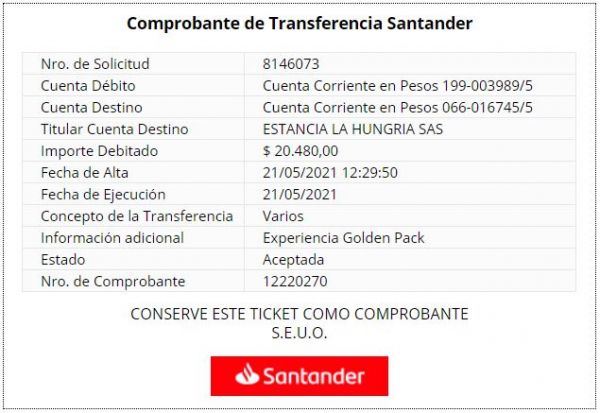 Comprobante de Transferencia Santander
Nro. de Solicitud 8146073
Cuenta Débito Cuenta Corriente en Pesos 199-003989/5
Cuenta Destino Cuenta Corriente en Pesos 066-016745/5
Titular Cuenta Destino ESTANCIA LA HUNGRIA SAS
Importe Debitado $ 20.480,00
Fecha de Alta 21/05/2021 12:29:50
Fecha de Ejecución 21/05/2021
Concepto de la Transferencia Varios
Información adicional Experiencia Golden Pack
Estado Aceptada
Nro. de Comprobante 12220270
CONSERVE ESTE TICKET COMO COMPROBANTE
S.E.U.O.
Santander